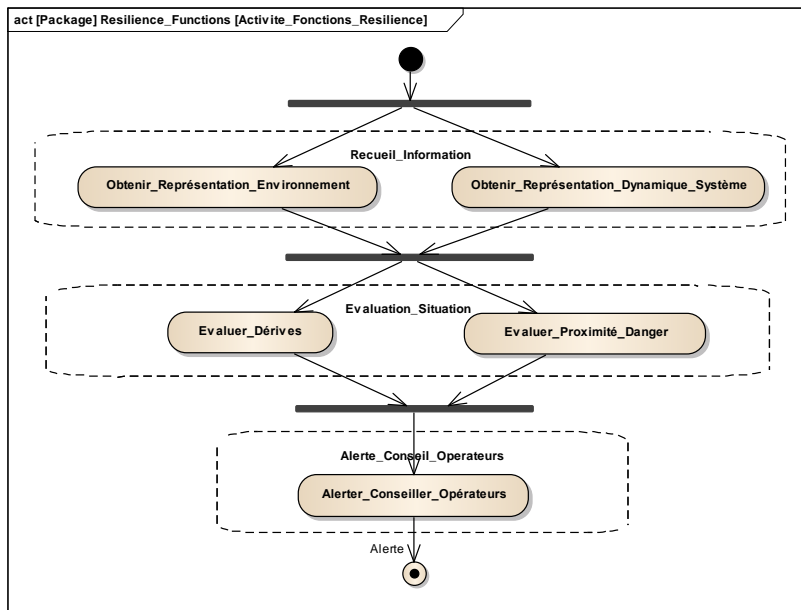 act [Package] Resilience_Functions [Activite_Fonctions_Resilience]
Recueil_Information
Obtenir_Représentation_Environnement
Obtenir_Représentation_Dynamique_Système
Evaluation_Situation
Evaluer_Dérives
Evaluer_Proximité_Danger
Alerte_Conseil_Operateurs
Alerter_Conseiller_Opérateurs
Alerte